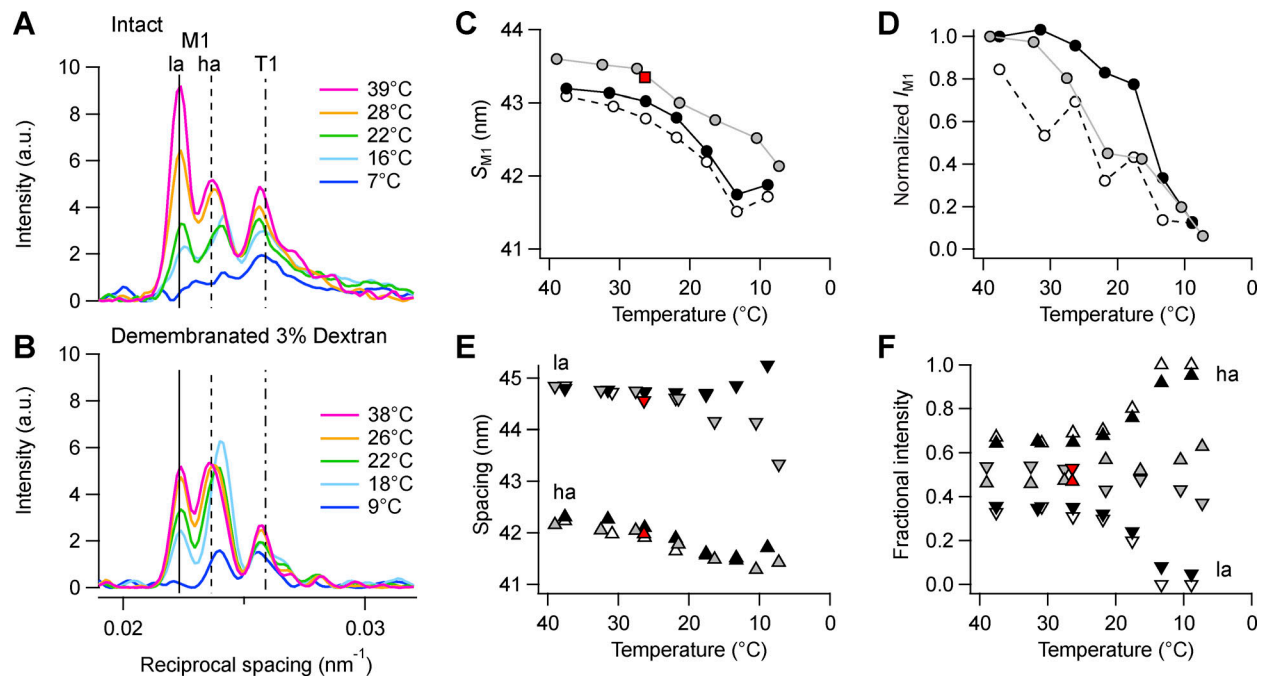 A
Intact
M1
la
ha
T1
10
8
6
4
2
0
Intensity (a.u.)
39°C
28°C
22°C
16°C
7°C
B
Demembranated 3% Dextran
10
8
6
4
2
0
Intensity (a.u.)
38°C
26°C
22°C
18°C
9°C
0.02
0.03
Reciprocal spacing (nm-1)
C
44
43
42
41
SM1 (nm)
40
30
20
10
0
Temperature (°C)
D
1.0
0.8
0.6
0.4
0.2
0.0
Normalized IM1
40
30
20
10
0
Temperature (°C)
E
la
ha
45
44
43
42
41
Spacing (nm)
40
30
20
10
0
Temperature (°C)
F
ha
la
1.0
0.8
0.6
0.4
0.2
0.0
Fractional intensity
40
30
20
10
0
Temperature (°C)